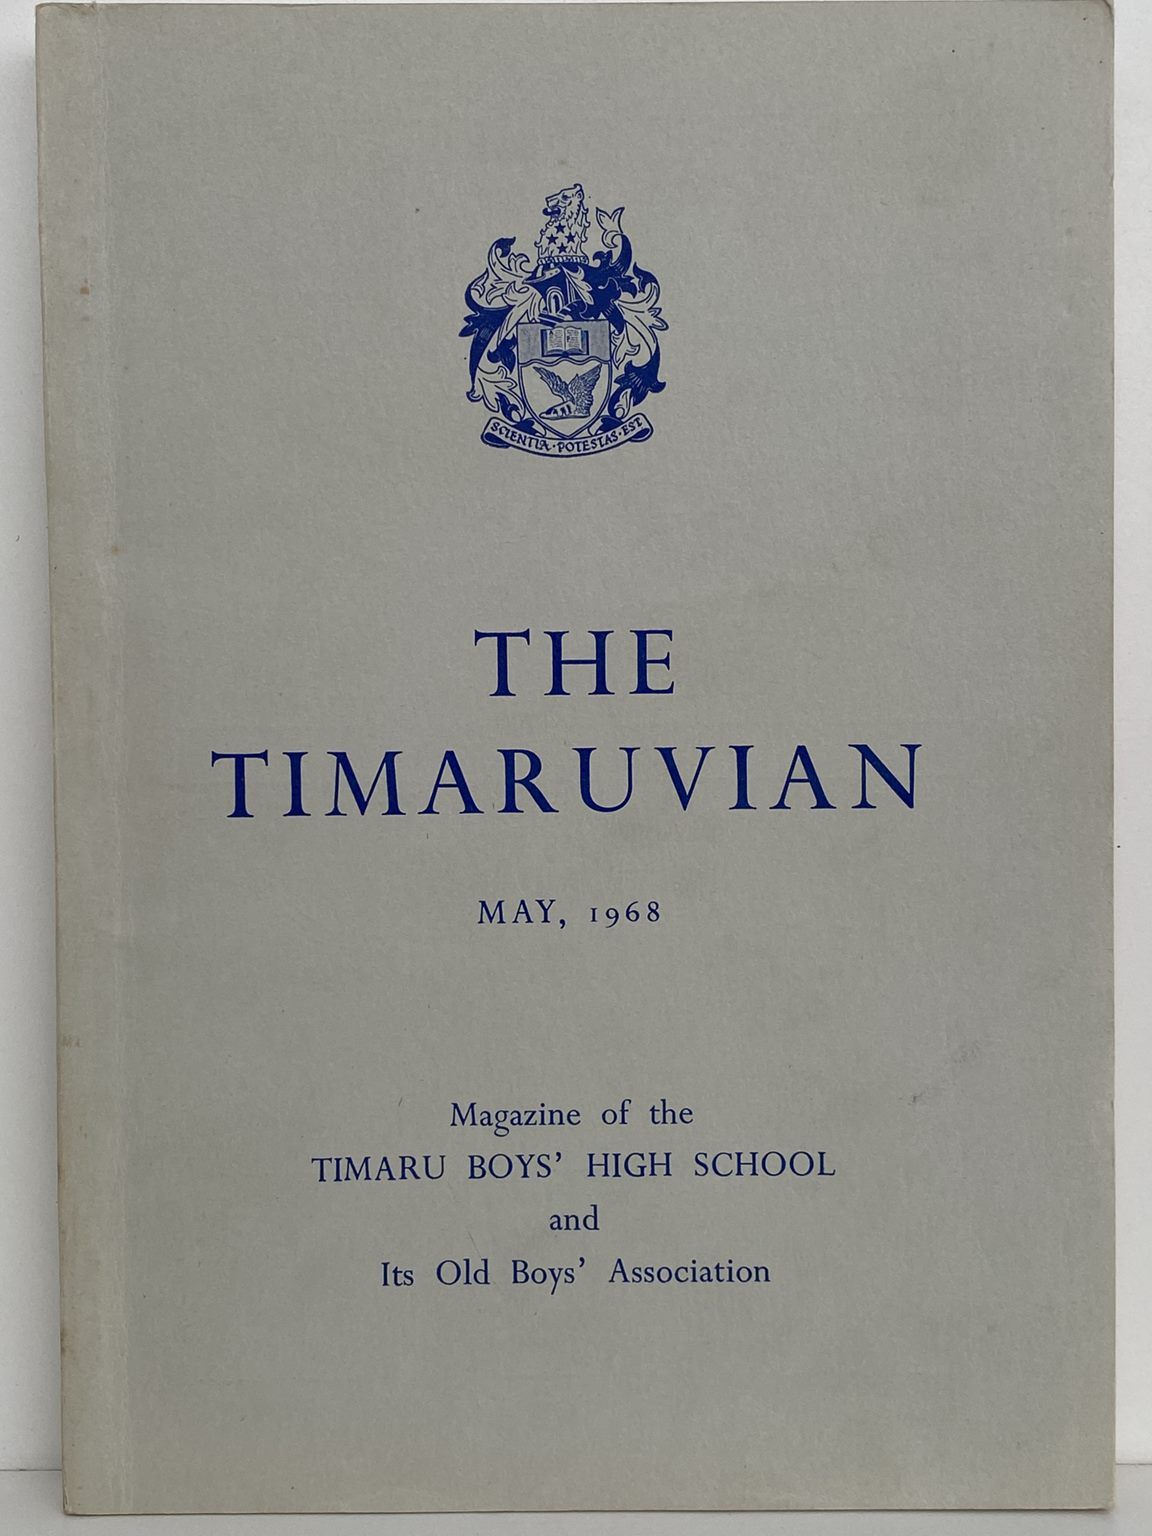 SCIENTIA · POTESTAS · EST
THE
TIMARUVIAN
MAY, 1968
Magazine of the
TIMARU BOYS’ HIGH SCHOOL
and
Its Old Boys’ Association